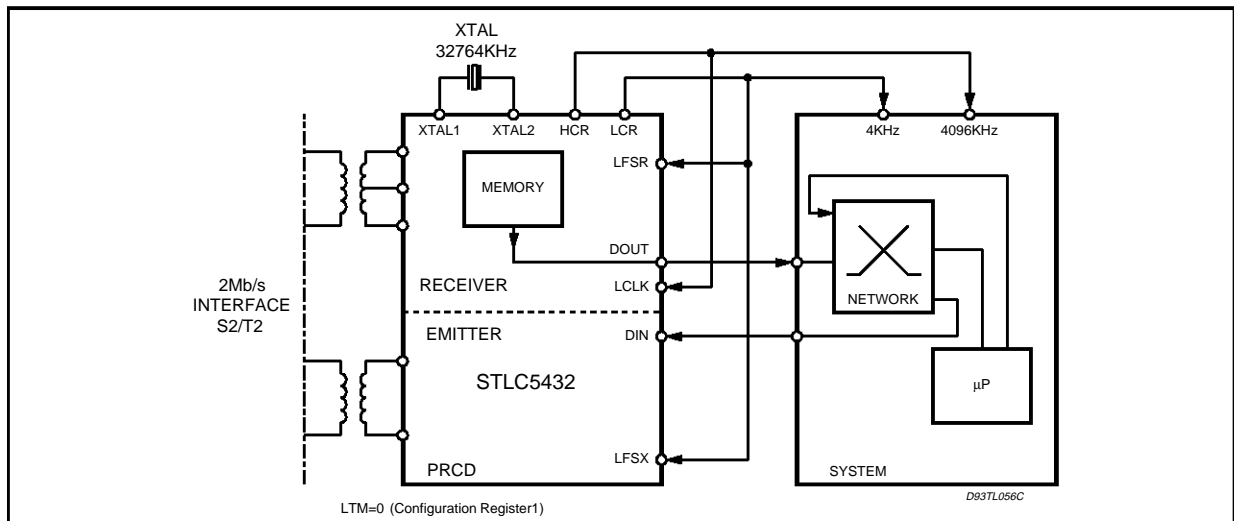 XTAL
32764KHz
XTAL1
XTAL2
HCR
LCR
4KHz
4096KHz
LFSR
MEMORY
DOUT
RECEIVER
LCLK
NETWORK
2Mb/s
INTERFACE
S2/T2
EMITTER
DIN
STLC5432
µP
LFSX
PRCD
SYSTEM
D93TL056C
LTM=0 (Configuration Register1)